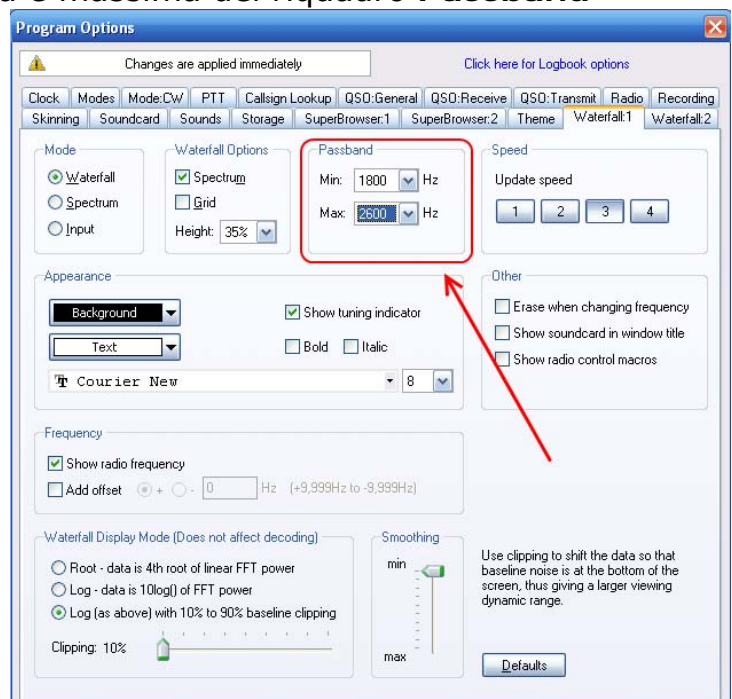 Program Options
Changes are applied immediately
Click here for Logbook options
Clock Modes Mode:CW PTT Callsign Lookup QSO:General QSO:Receive QSO:Transmit Radio Recording
Skinning Soundcard Sounds Storage SuperBrowser:1 SuperBrowser:2 Theme Waterfall:1 Waterfall:2
Mode
Waterfall
Spectrum
Input
Waterfall Options
Spectrum
Grid
Height: 35%
Passband
Min: 1800 Hz
Max: 2600 Hz
Speed
Update speed
1 2 3 4
Appearance
Background
Text
Show tuning indicator
Bold Italic
Courier New 8
Other
Erase when changing frequency
Show soundcard in window title
Show radio control macros
Frequency
Show radio frequency
Add offset + - 0 Hz (+9,999Hz to -9,999Hz)
Waterfall Display Mode (Does not affect decoding)
Root - data is 4th root of linear FFT power
Log - data is 10log() of FFT power
Log (as above) with 10% to 90% baseline clipping
Clipping: 10%
Smoothing
min
max
Use clipping to shift the data so that
baseline noise is at the bottom of the
screen, thus giving a larger viewing
dynamic range.
Defaults